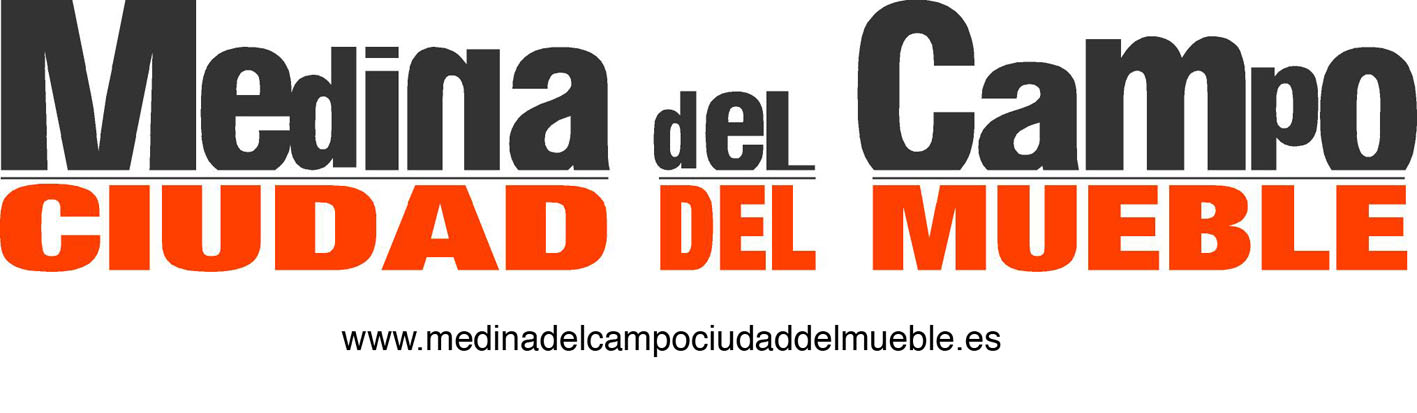 Medina del Campo
CIUDAD DEL MUEBLE
www.medinadelcampociudaddelmueble.es